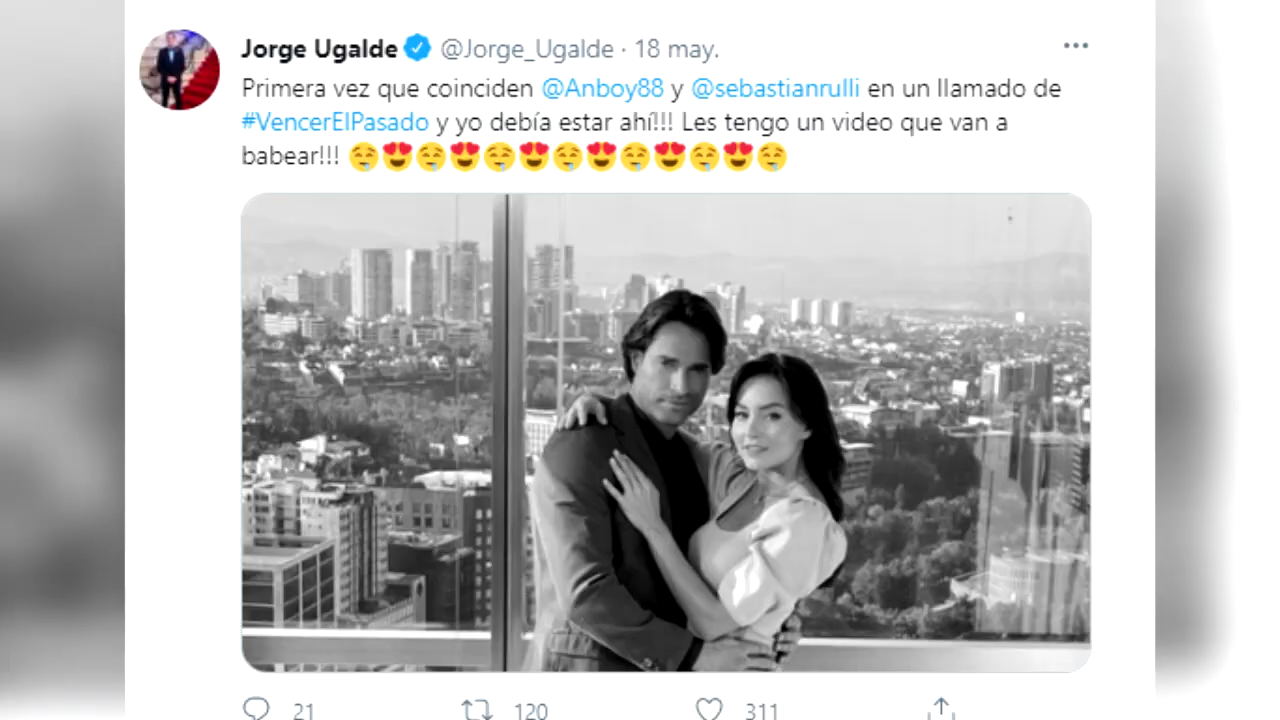 Jorge Ugalde @Jorge_Ugalde · 18 may.
Primera vez que coinciden @Anboy88 y @sebastianrulli en un llamado de
#VencerElPasado y yo debía estar ahí!!! Les tengo un video que van a
babear!!! 🤤😍🤤😍🤤😍🤤😍🤤😍🤤😍🤤
21 120 311